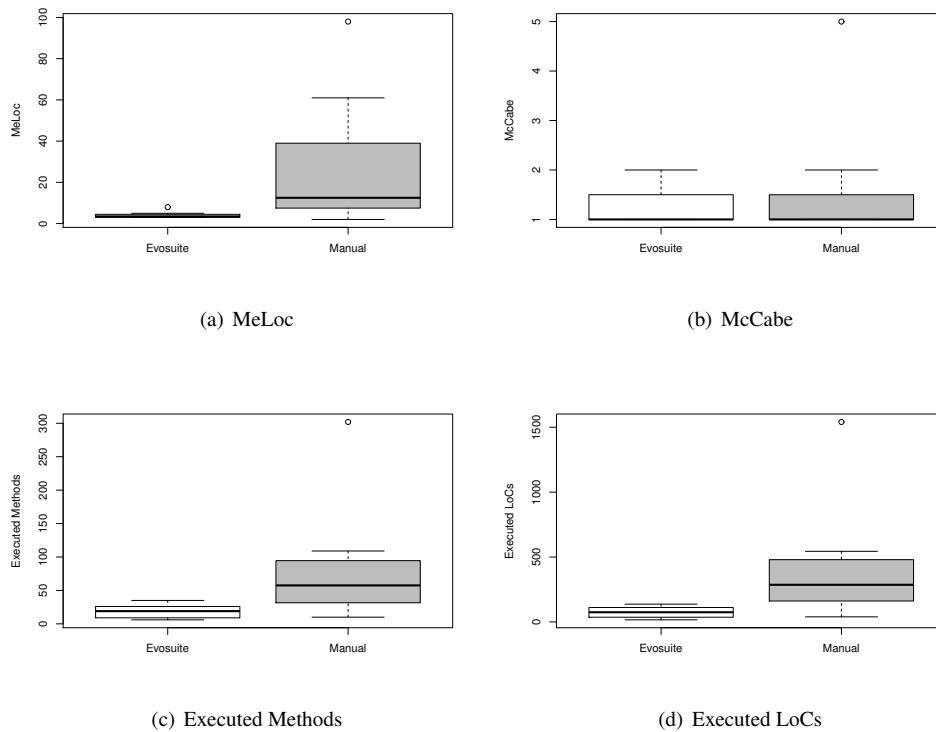 MeLoc
0
20
40
60
80
100
Evosuite
Manual
(a) MeLoc
McCabe
1
2
3
4
5
Evosuite
Manual
(b) McCabe
Executed Methods
0
50
100
150
200
250
300
Evosuite
Manual
(c) Executed Methods
Executed LoCs
0
500
1000
1500
Evosuite
Manual
(d) Executed LoCs